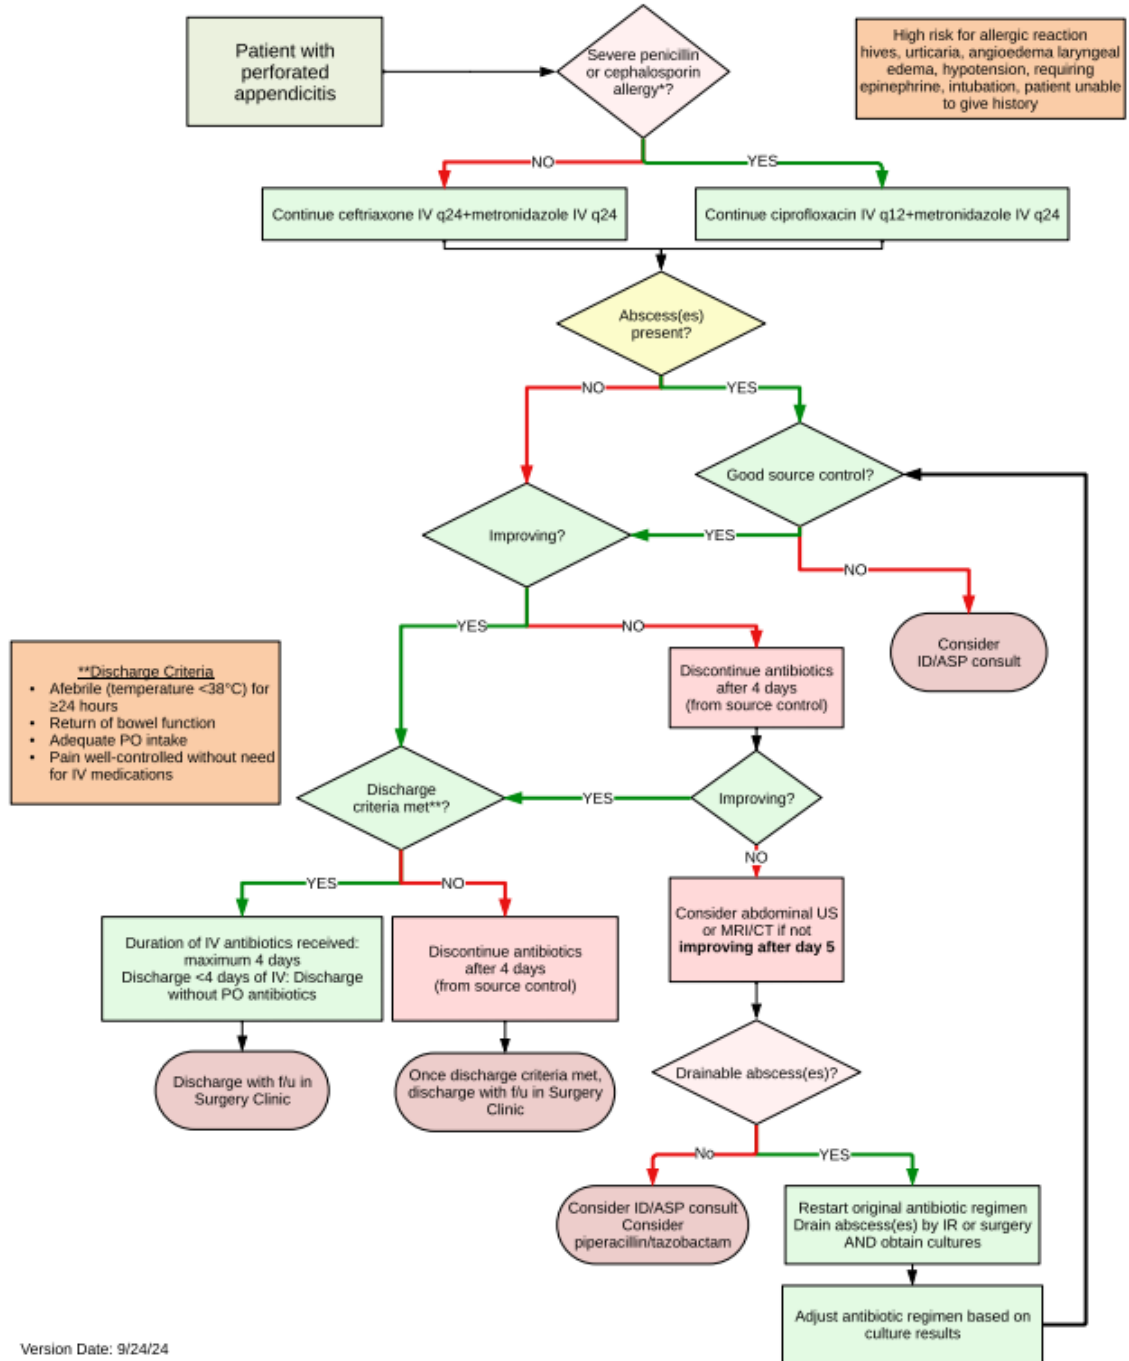 Patient with
perforated
appendicitis
Severe penicillin
or cephalosporin
allergy*?
High risk for allergic reaction
hives, urticaria, angioedema laryngeal
edema, hypotension, requiring
epinephrine, intubation, patient unable
to give history
NO
YES
Continue ceftriaxone IV q24+metronidazole IV q24
Continue ciprofloxacin IV q12+metronidazole IV q24
Abscess(es)
present?
NO
YES
Good source control?
Improving?
YES
NO
Consider
ID/ASP consult
YES
NO
Discontinue antibiotics
after 4 days
(from source control)
**Discharge Criteria
• Afebrile (temperature <38°C) for
≥24 hours
• Return of bowel function
• Adequate PO intake
• Pain well-controlled without need
for IV medications
Discharge
criteria met**?
YES
Improving?
NO
YES
NO
Consider abdominal US
or MRI/CT if not
improving after day 5
Duration of IV antibiotics received:
maximum 4 days
Discharge <4 days of IV: Discharge
without PO antibiotics
Discontinue antibiotics
after 4 days
(from source control)
Discharge with f/u in
Surgery Clinic
Once discharge criteria met,
discharge with f/u in Surgery
Clinic
Drainable abscess(es)?
No
YES
Consider ID/ASP consult
Consider
piperacillin/tazobactam
Restart original antibiotic regimen
Drain abscess(es) by IR or surgery
AND obtain cultures
Adjust antibiotic regimen based on
culture results
Version Date: 9/24/24